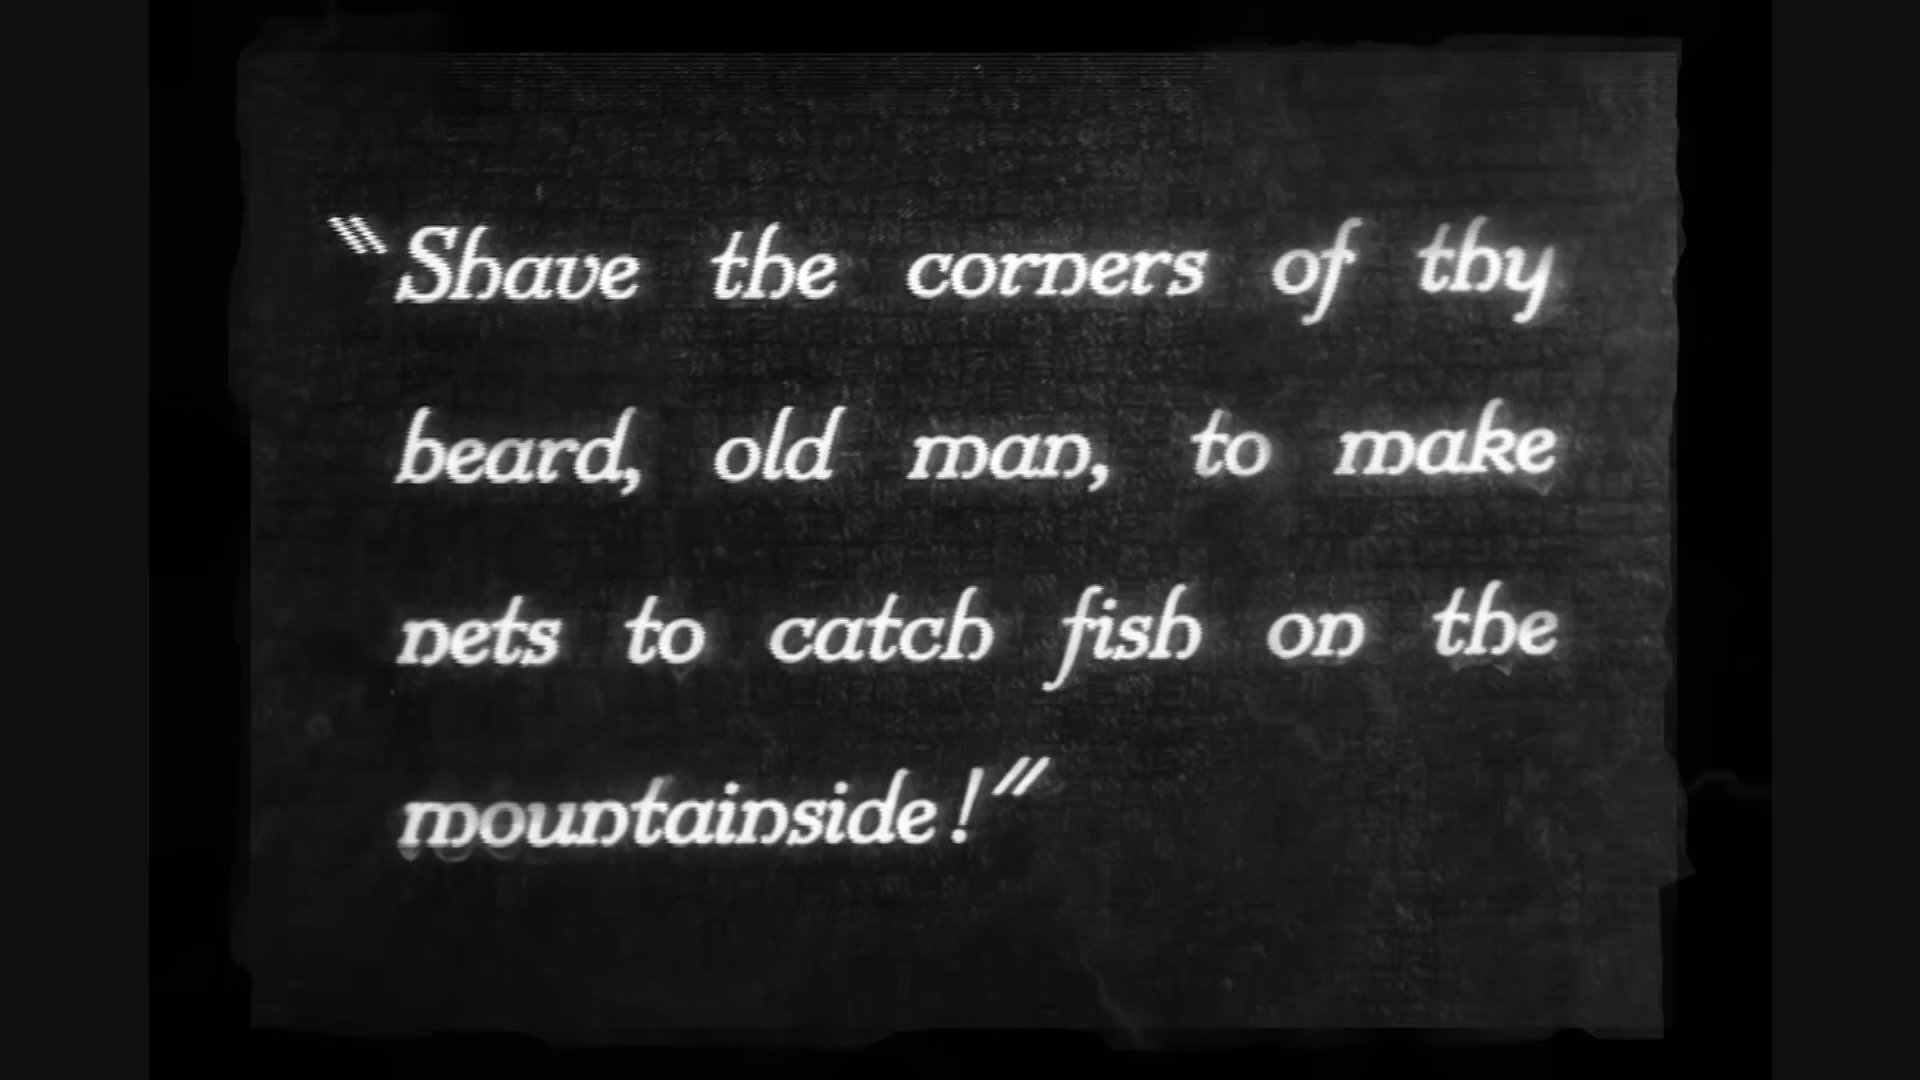 "Shave the corners of thy
beard, old man, to make
nets to catch fish on the
mountainside!"